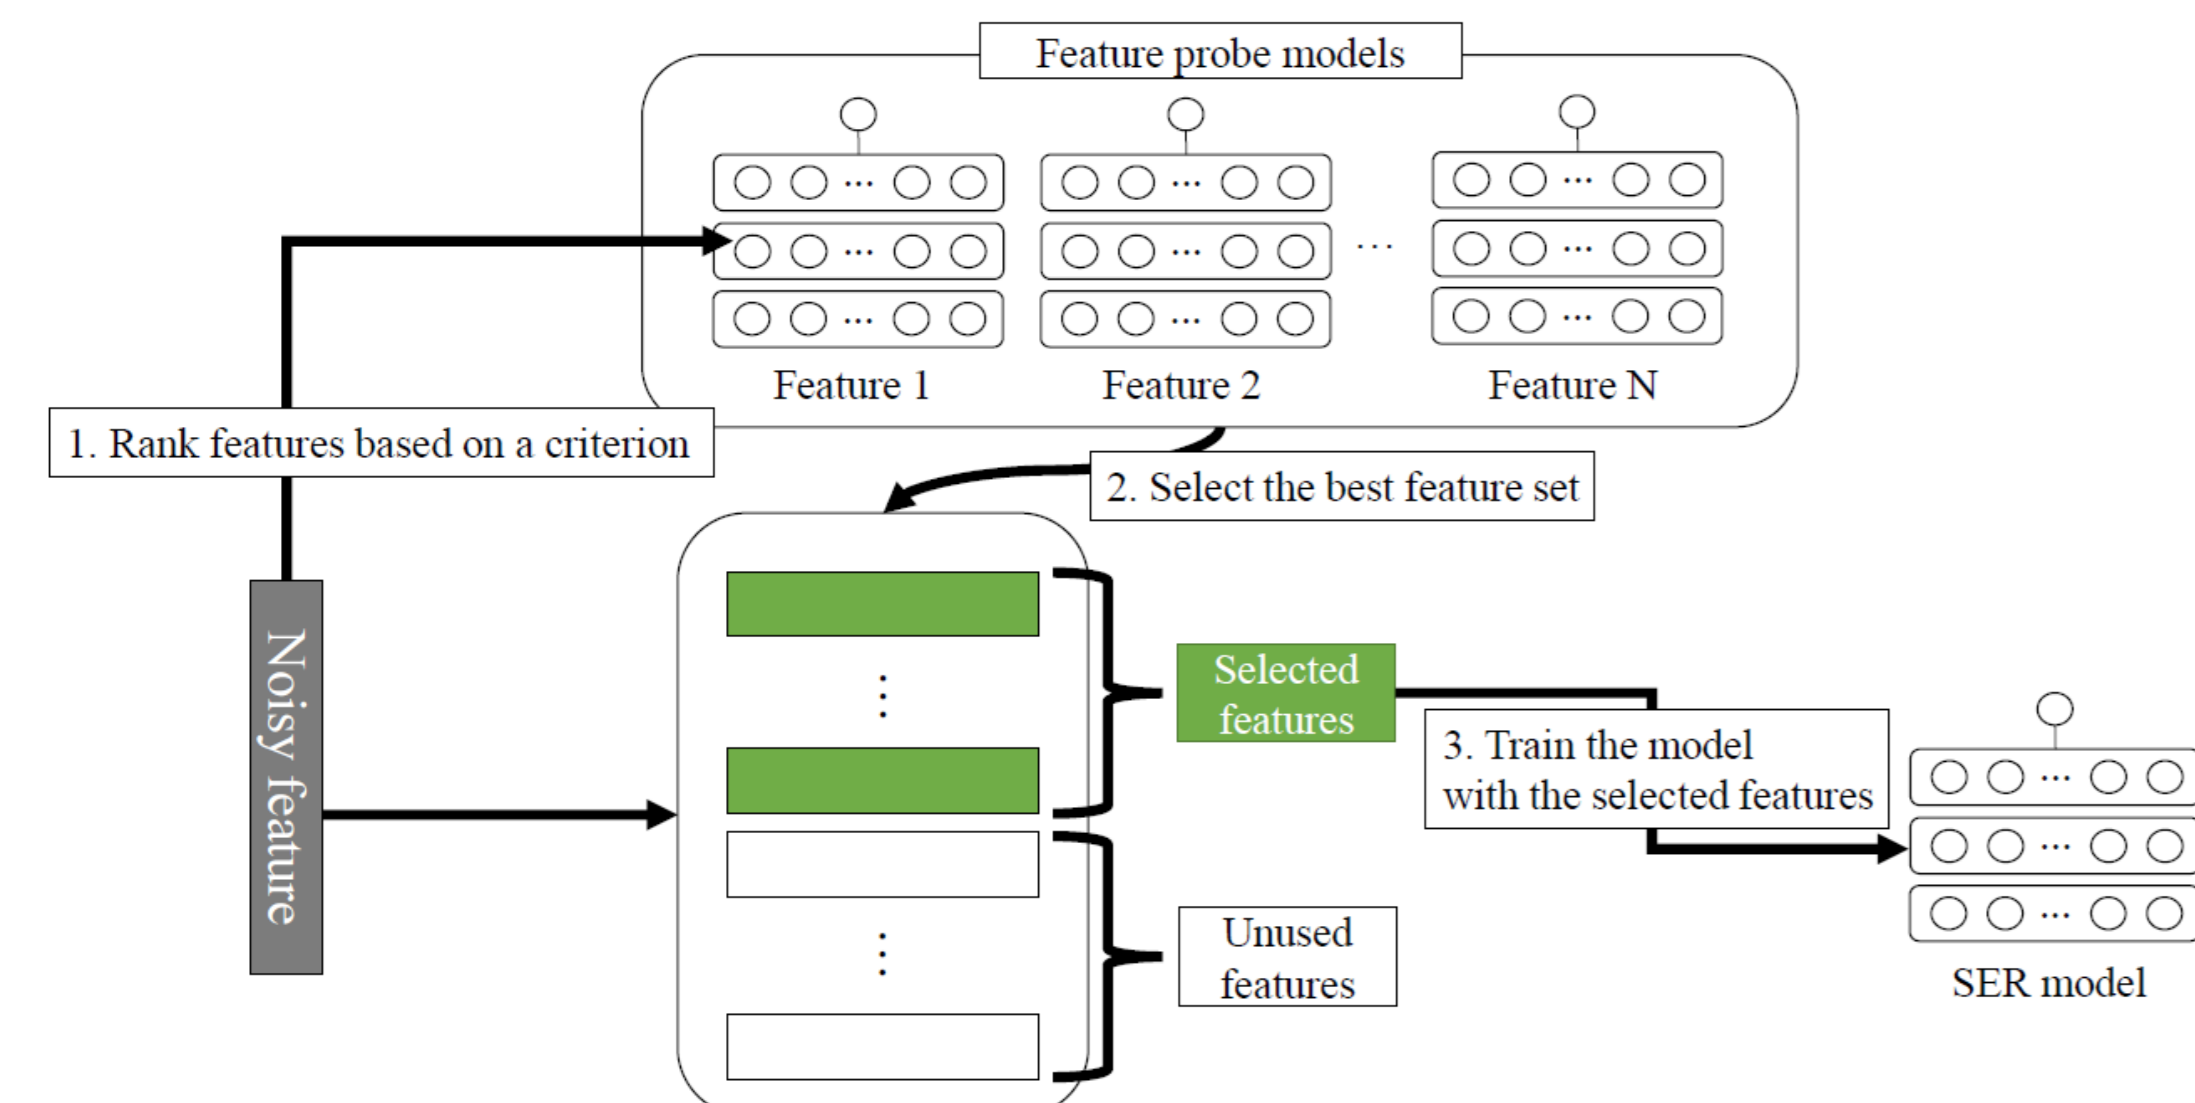 Feature probe models
...
...
...
...
...
...
...
...
...
...
Feature 1
Feature 2
Feature N
1. Rank features based on a criterion
2. Select the best feature set
Noisy feature
Selected
features
3. Train the model
with the selected features
Unused
features
...
...
...
SER model